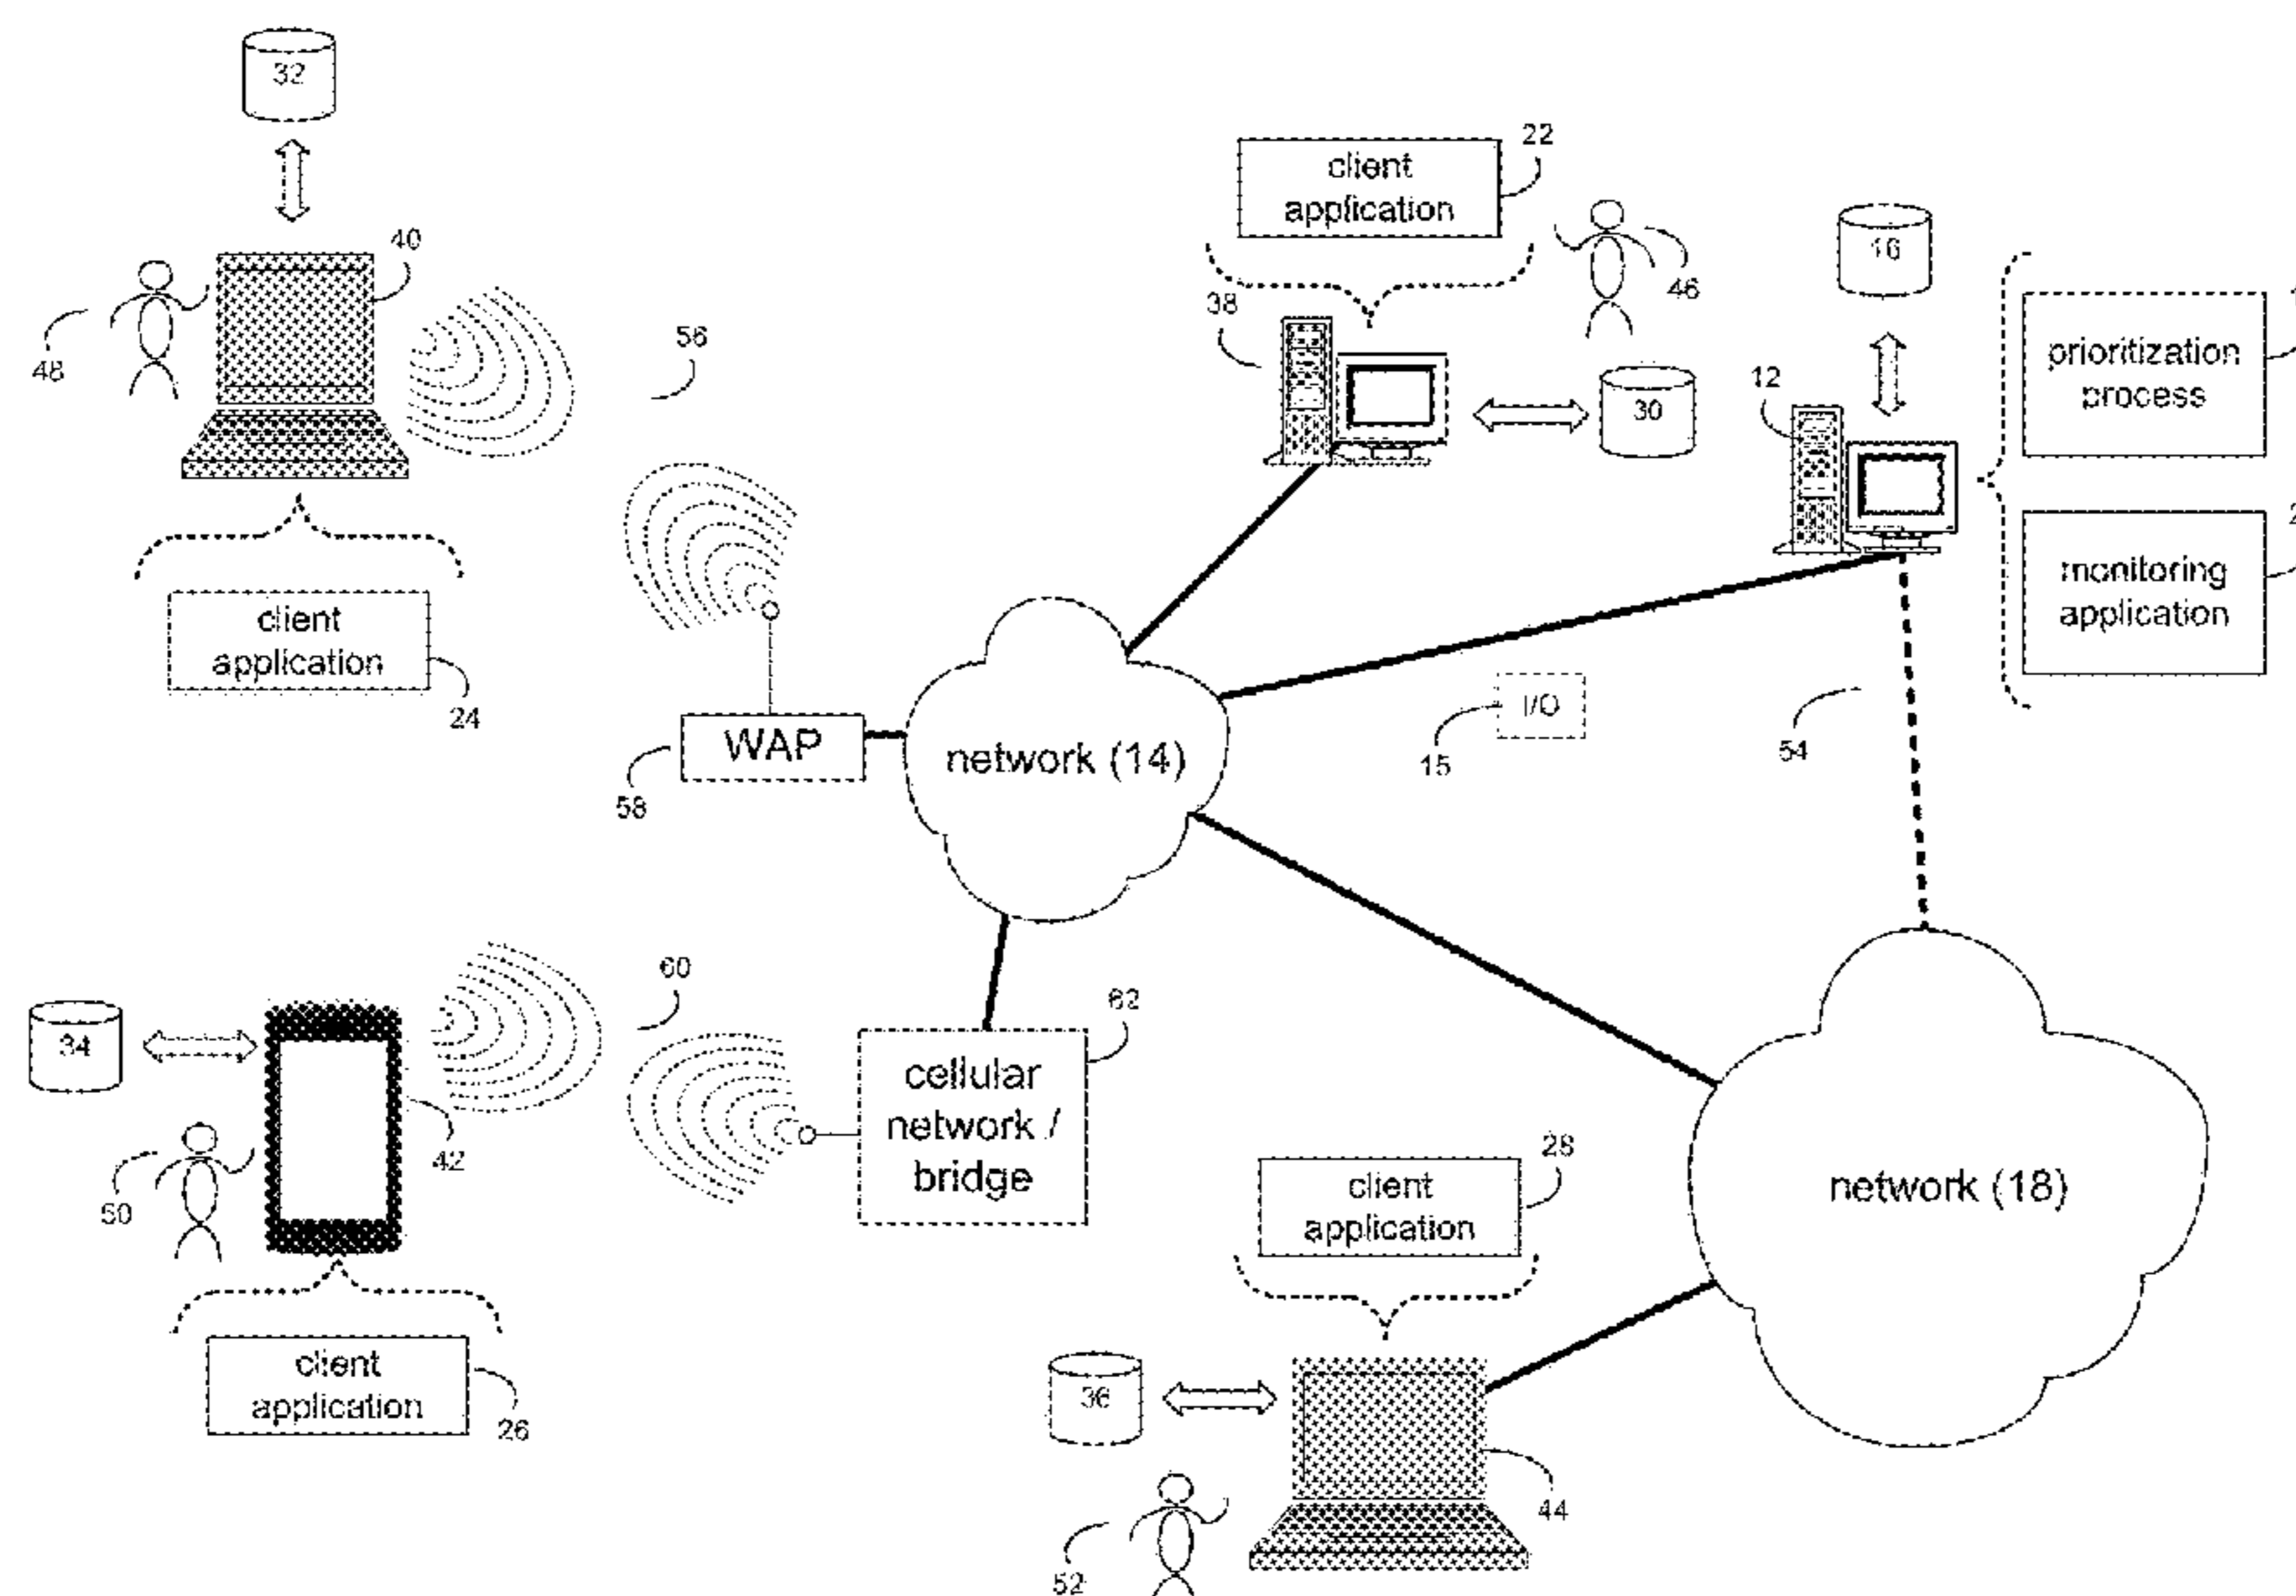 32
40
48
client
application
24
56
58
WAP
client
application
22
38
46
30
16
12
prioritization
process
monitoring
application
network (14)
I/O
15
54
34
42
50
client
application
26
60
62
cellular
network /
bridge
client
application
28
36
44
52
network (18)